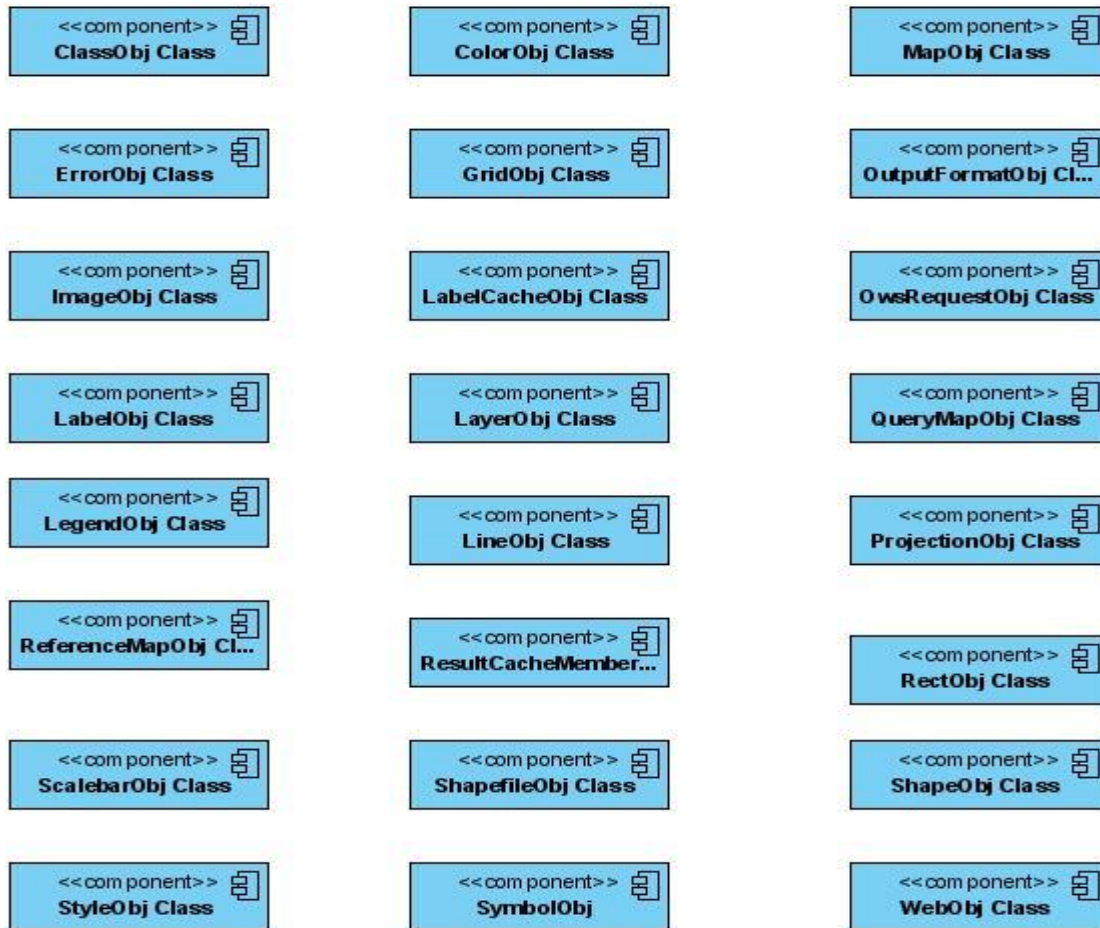 <<component>>
ClassObj Class
<<component>>
ColorObj Class
<<component>>
MapObj Class
<<component>>
ErrorObj Class
<<component>>
GridObj Class
<<component>>
OutputFormatObj Cl...
<<component>>
ImageObj Class
<<component>>
LabelCacheObj Class
<<component>>
OwsRequestObj Class
<<component>>
LabelObj Class
<<component>>
LayerObj Class
<<component>>
QueryMapObj Class
<<component>>
LegendObj Class
<<component>>
LineObj Class
<<component>>
ProjectionObj Class
<<component>>
ReferenceMapObj Cl...
<<component>>
ResultCacheMember...
<<component>>
RectObj Class
<<component>>
ScalebarObj Class
<<component>>
ShapefileObj Class
<<component>>
ShapeObj Class
<<component>>
StyleObj Class
<<component>>
SymbolObj
<<component>>
WebObj Class